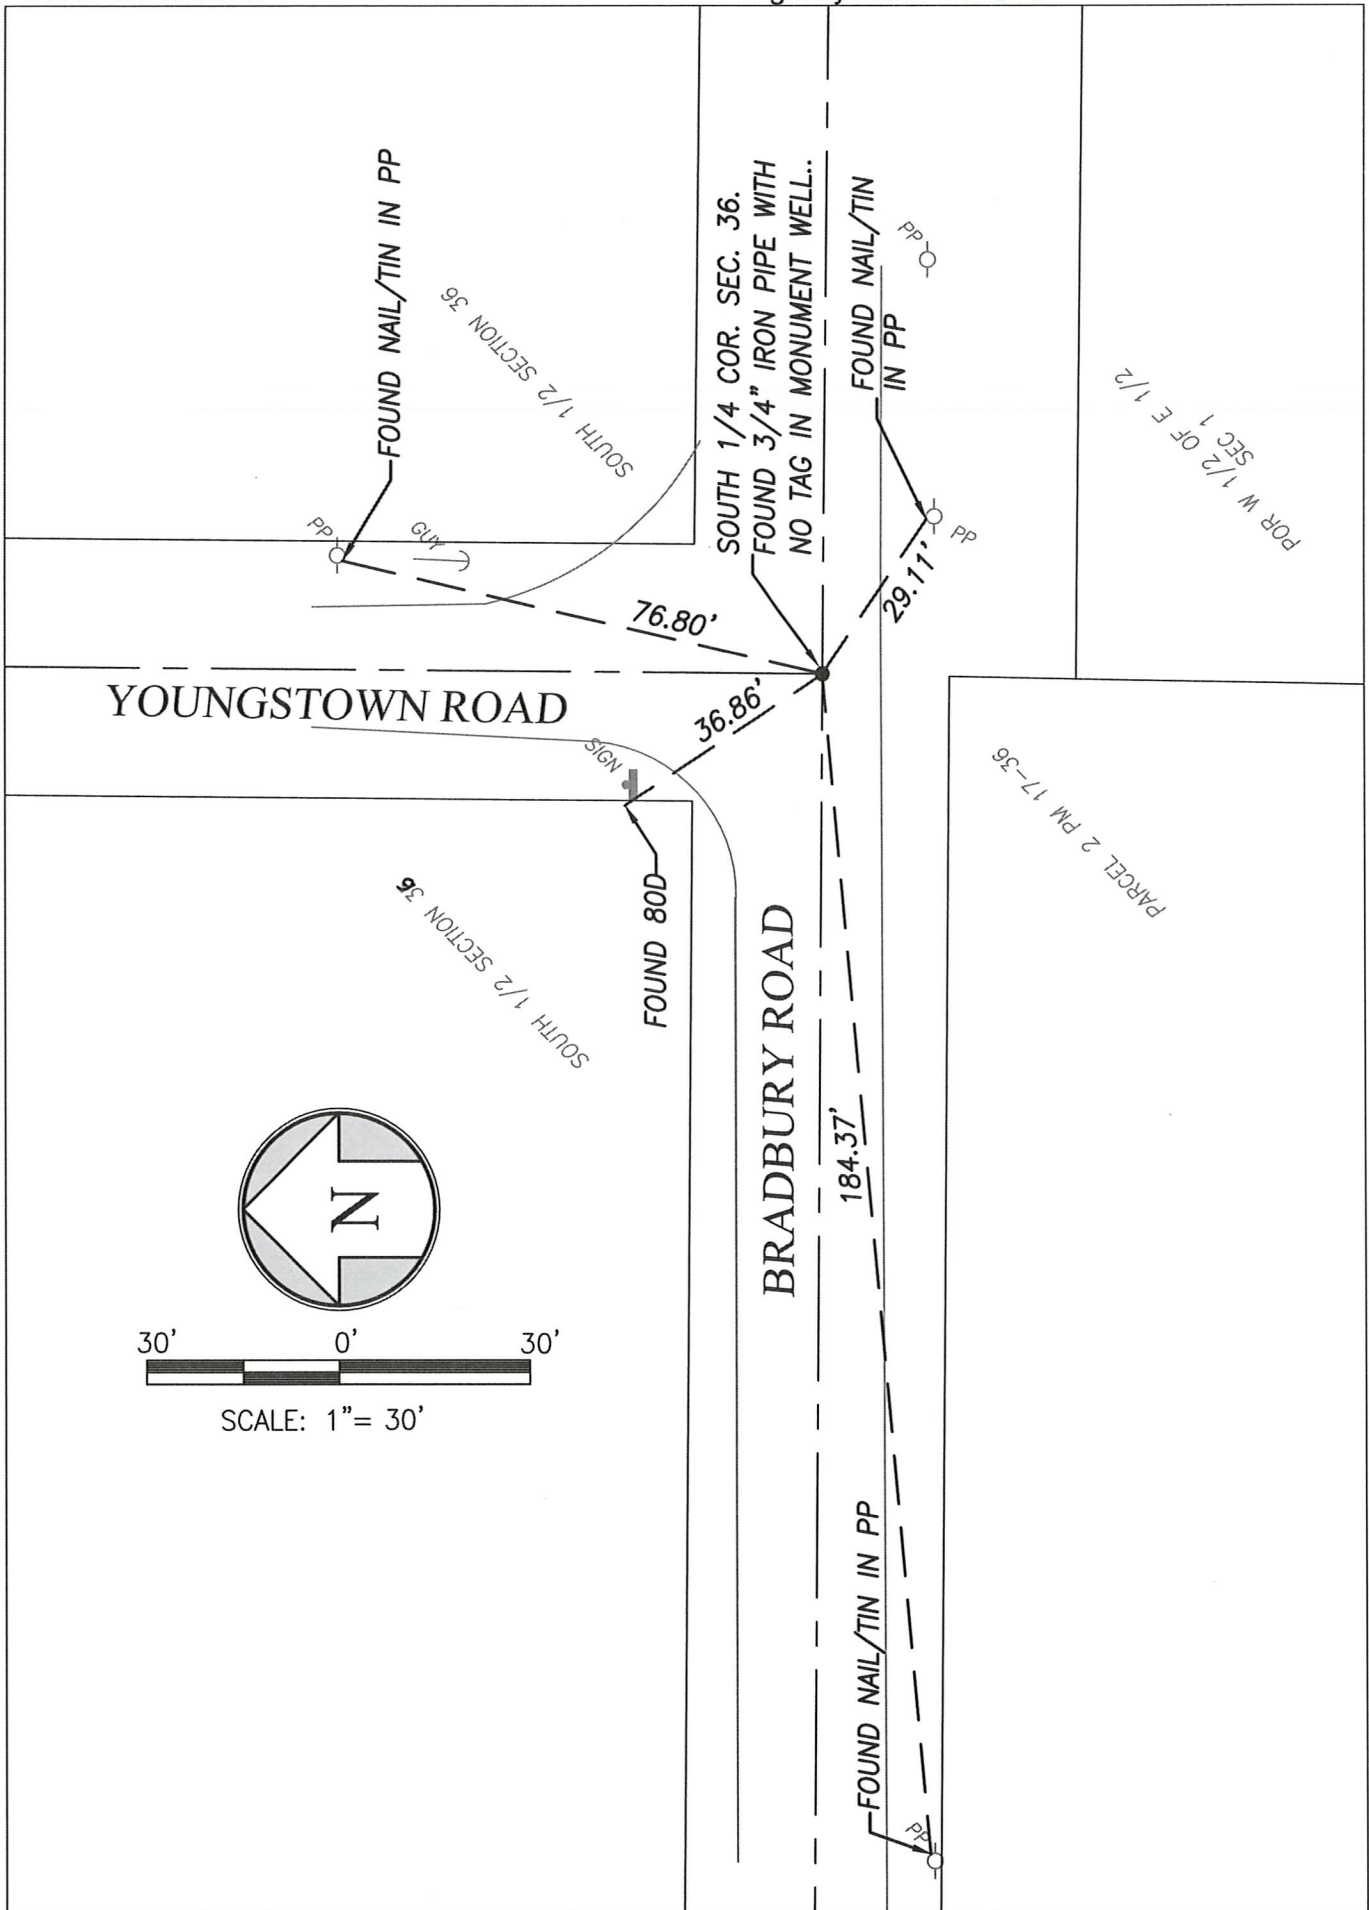 FOUND NAIL/TIN IN PP
SOUTH 1/2 SECTION 36
SOUTH 1/4 COR. SEC. 36.
FOUND 3/4" IRON PIPE WITH
NO TAG IN MONUMENT WELL..
FOUND NAIL/TIN
IN PP
PP
POR W 1/2 OF E 1/2
SEC 1
PP
GUY
PP
76.80'
29.11'
YOUNGSTOWN ROAD
36.86'
SIGN
FOUND 80D
PARCEL 2 PM 17-36
SOUTH 1/2 SECTION 36
BRADBURY ROAD
184.37'
N
30' 0' 30'
SCALE: 1"= 30'
FOUND NAIL/TIN IN PP
PP